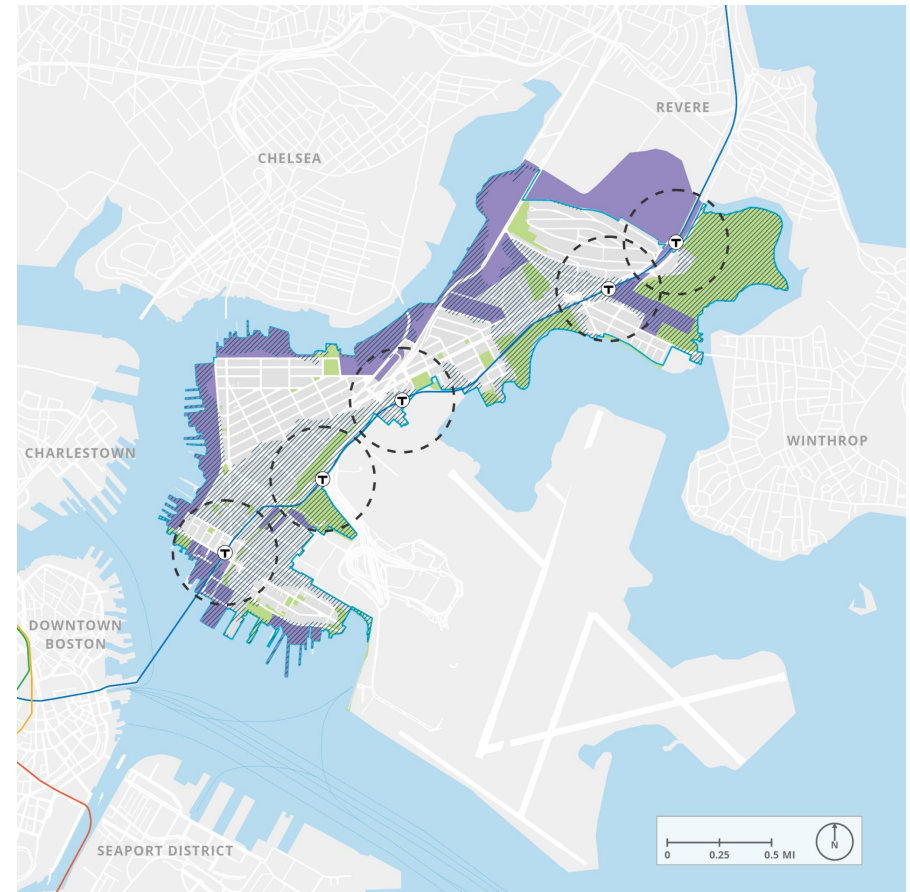 REVERE
CHELSEA
T
T
T
WINTHROP
CHARLESTOWN
T
T
DOWNTOWN
BOSTON
SEAPORT DISTRICT
0 0.25 0.5 MI
N